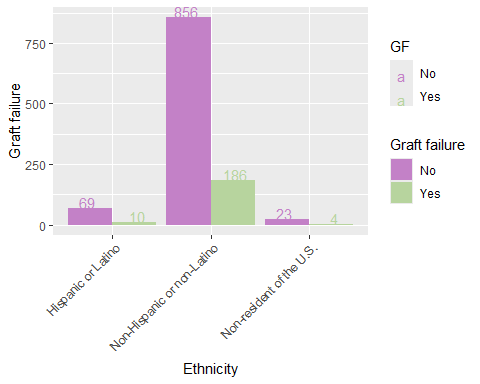 Graft failure
750
500
250
0
856
186
69
10
23
4
Hispanic or Latino
Non-Hispanic or non-Latino
Non-resident of the U.S.
Ethnicity
GF
a No
a Yes
Graft failure
No
Yes